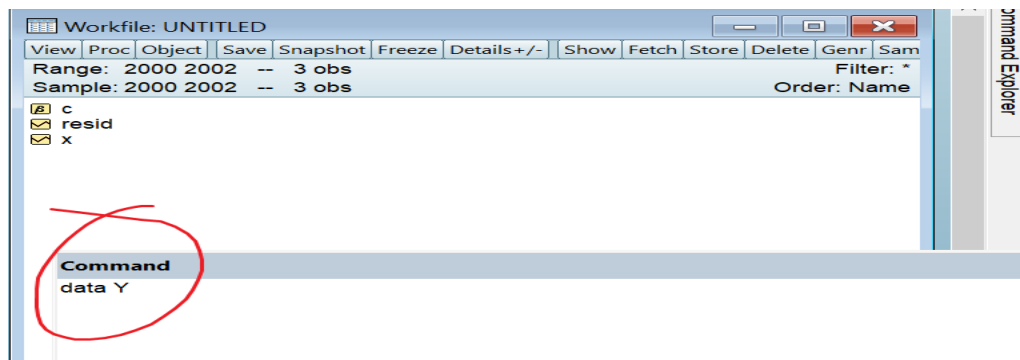 Workfile: UNTITLED
View Proc Object Save Snapshot Freeze Details+/- Show Fetch Store Delete Genr Sam
Range: 2000 2002 -- 3 obs Filter: *
Sample: 2000 2002 -- 3 obs Order: Name
β c
resid
x
Command
data Y
ommand Explorer